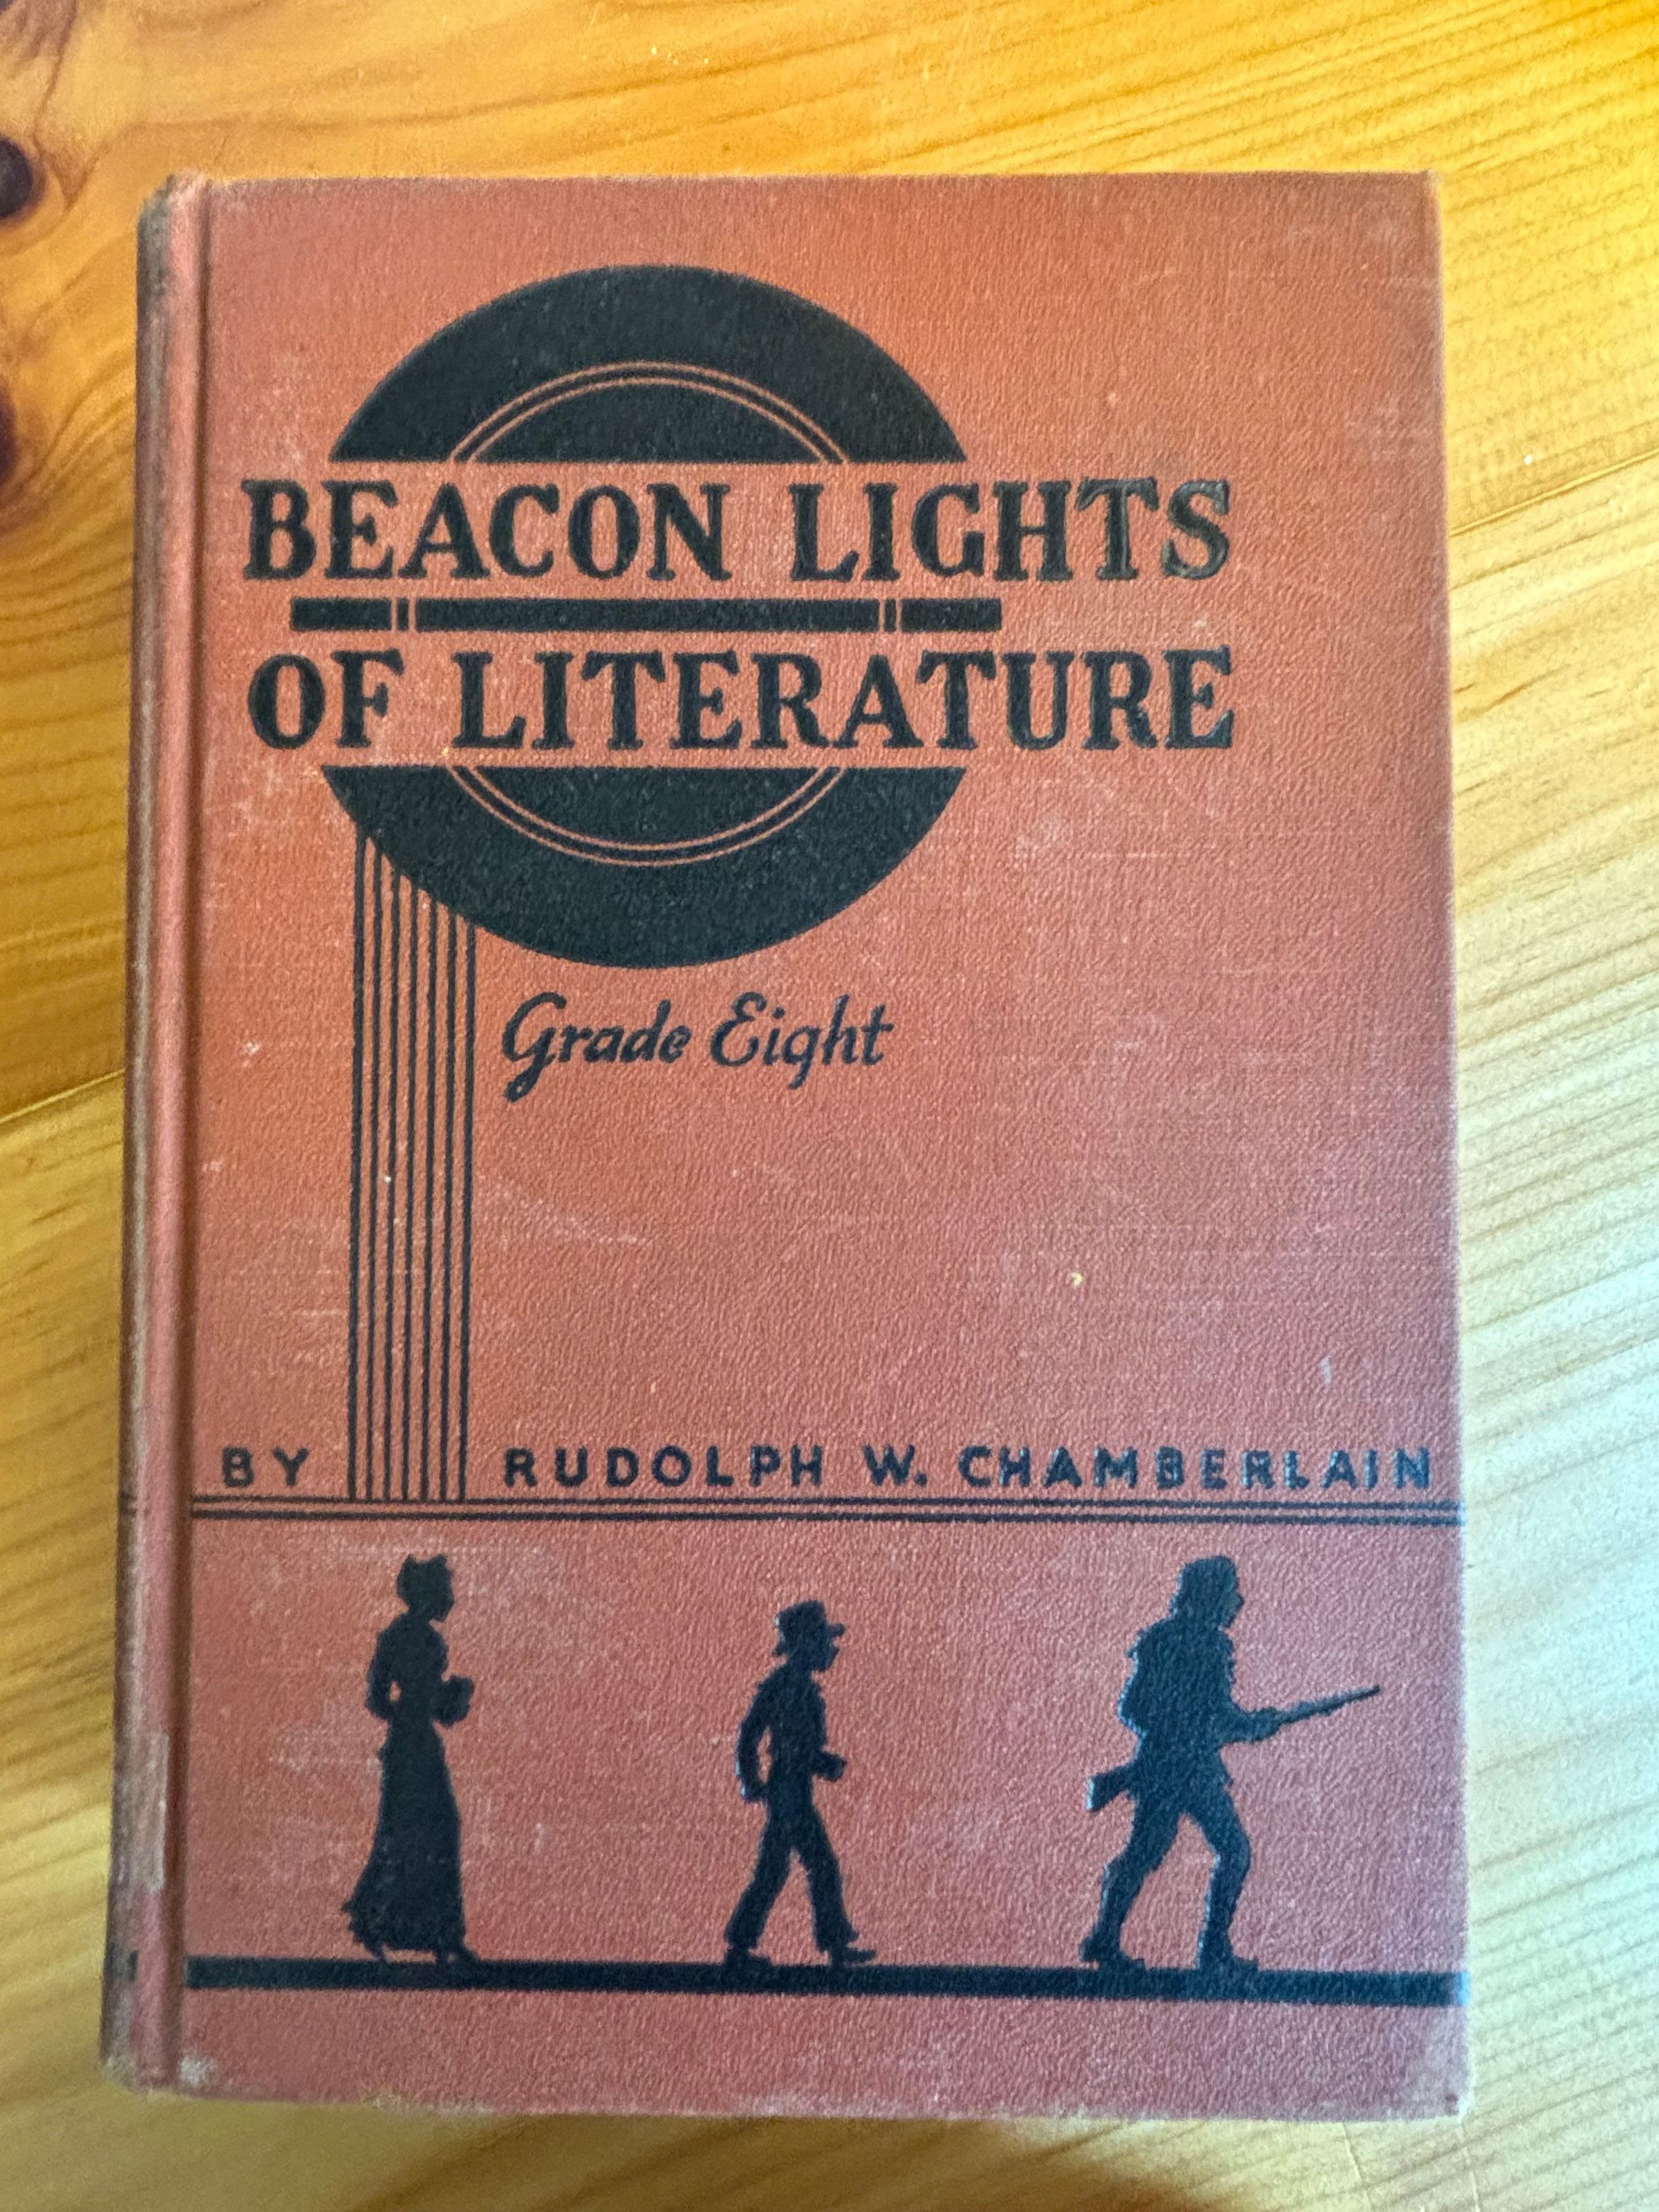 BEACON LIGHTS
OF LITERATURE
Grade Eight
BY RUDOLPH W. CHAMBERLAIN